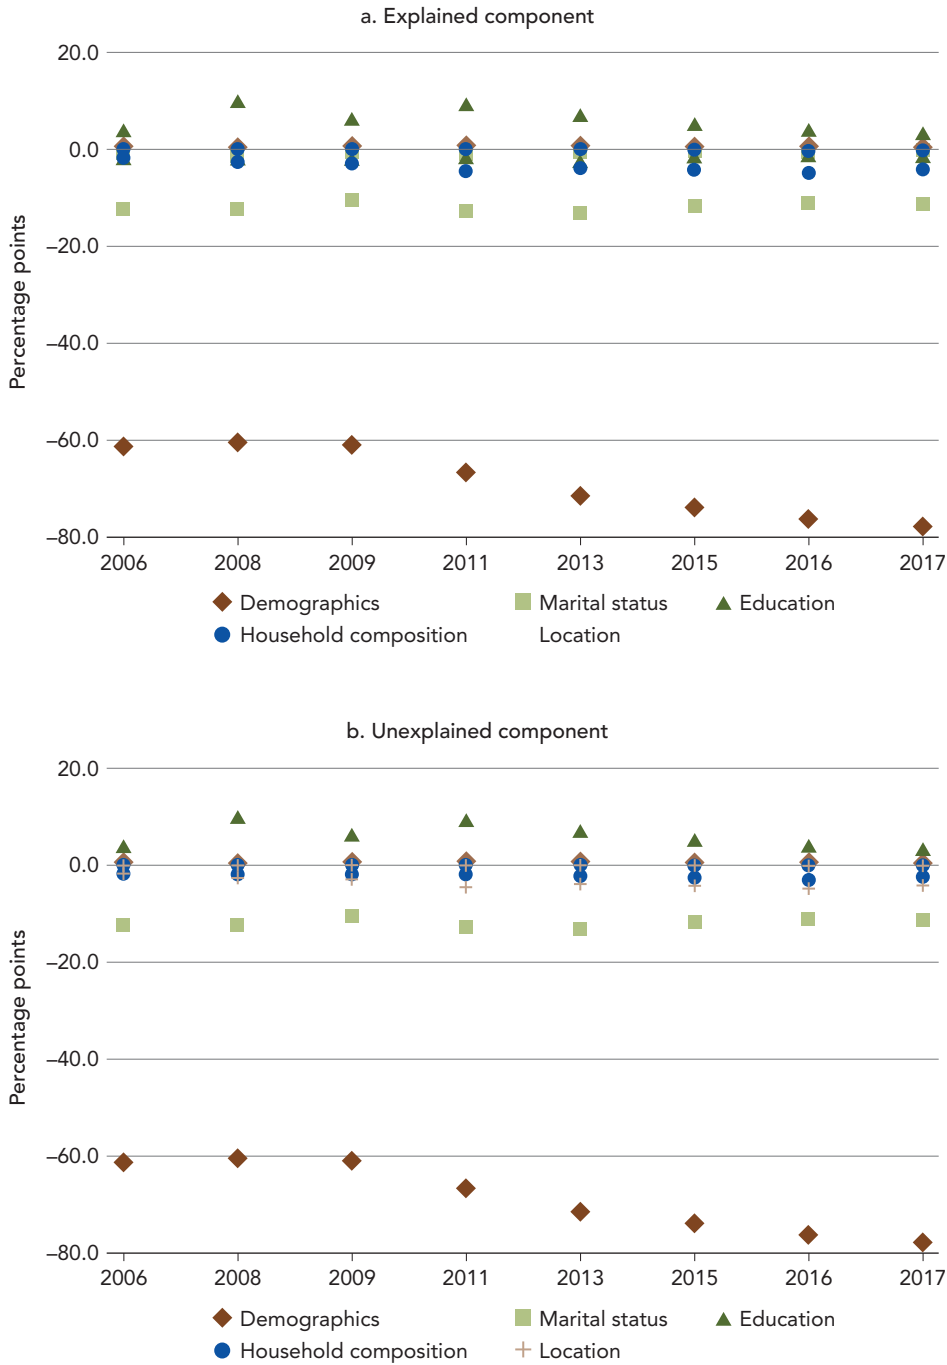 a. Explained component
Percentage points
20.0
0.0
–20.0
–40.0
–60.0
–80.0
2006 2008 2009 2011 2013 2015 2016 2017
Demographics Marital status Education
Household composition Location
b. Unexplained component
Percentage points
20.0
0.0
–20.0
–40.0
–60.0
–80.0
2006 2008 2009 2011 2013 2015 2016 2017
Demographics Marital status Education
Household composition Location